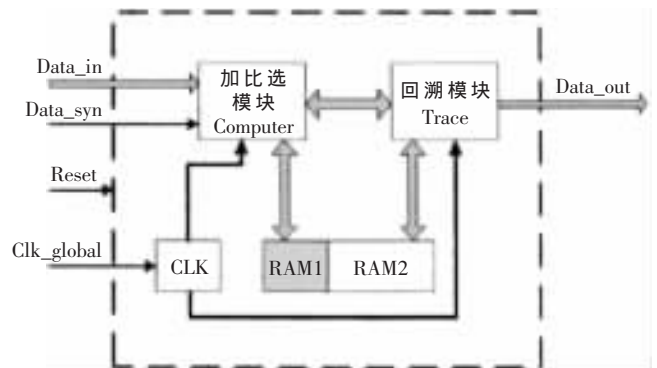 Data_in
加比选
模块
Computer
回溯模块
Trace
Data_out
Data_syn
Reset
Clk_global
CLK
RAM1
RAM2